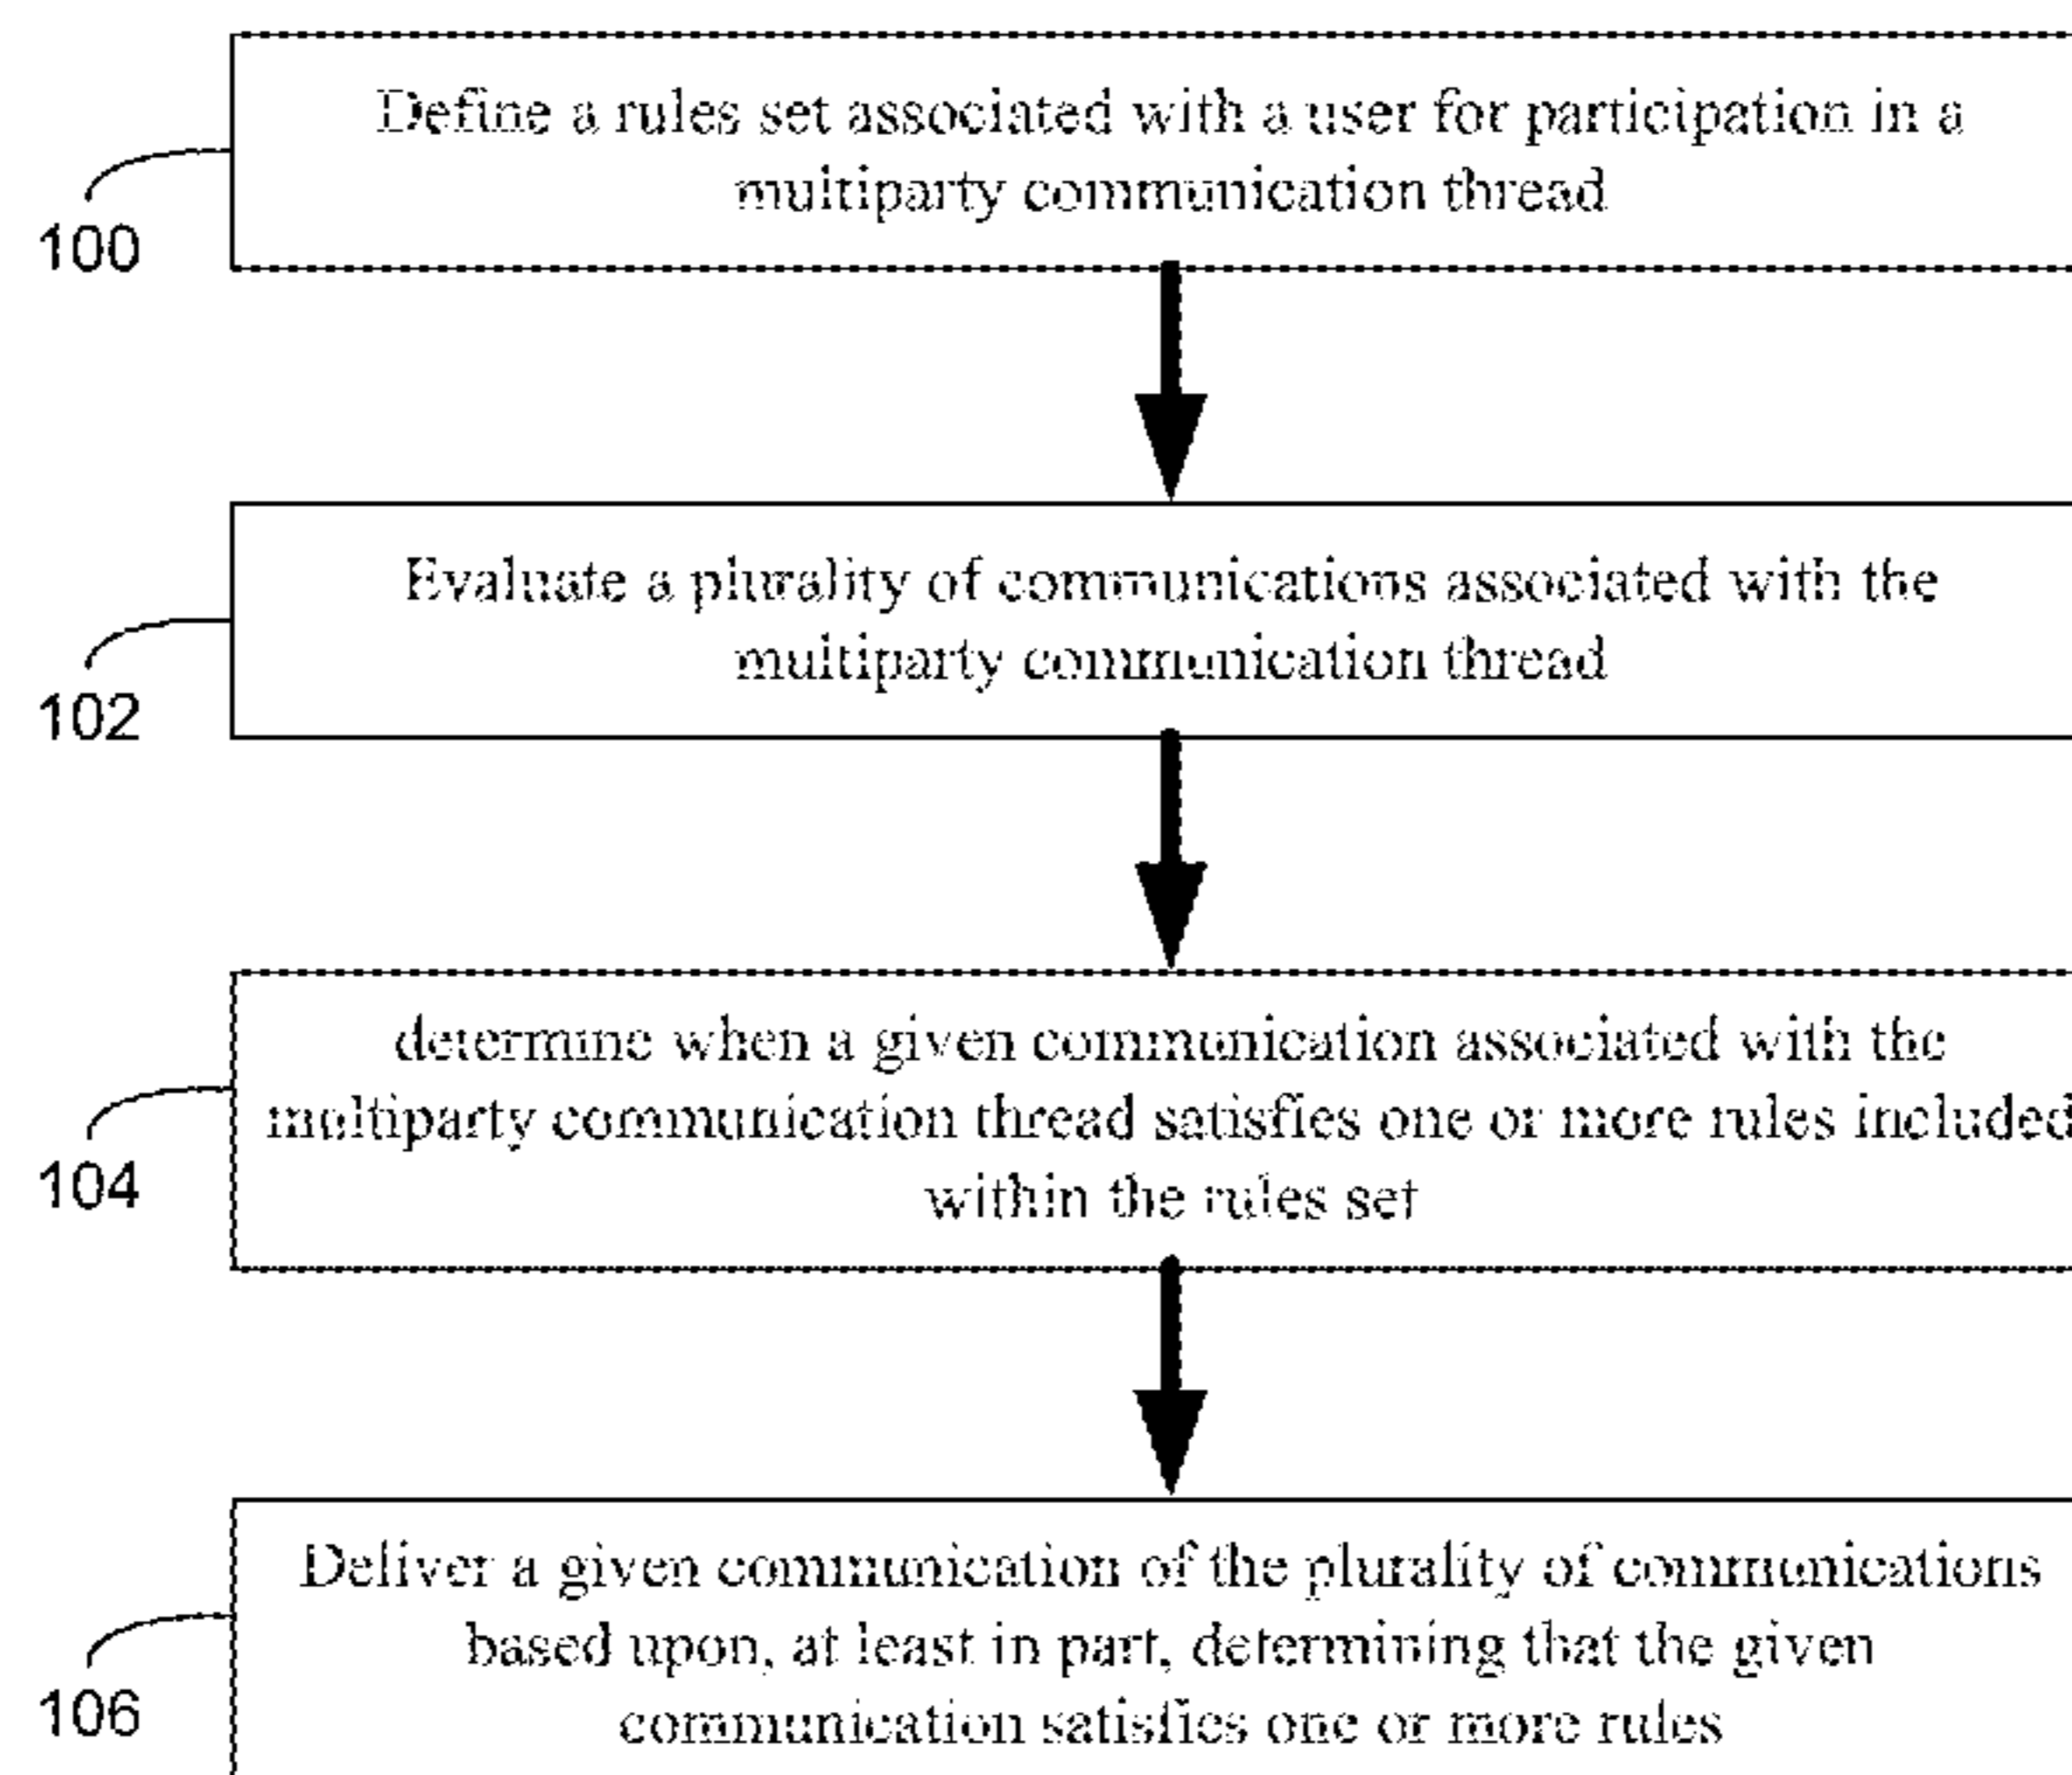 Define a rules set associated with a user for participation in a
multiparty communication thread
100
Evaluate a plurality of communications associated with the
multiparty communication thread
102
determine when a given communication associated with the
multiparty communication thread satisfies one or more rules included
within the rules set
104
Deliver a given communication of the plurality of communications
based upon, at least in part, determining that the given
communication satisfies one or more rules
106